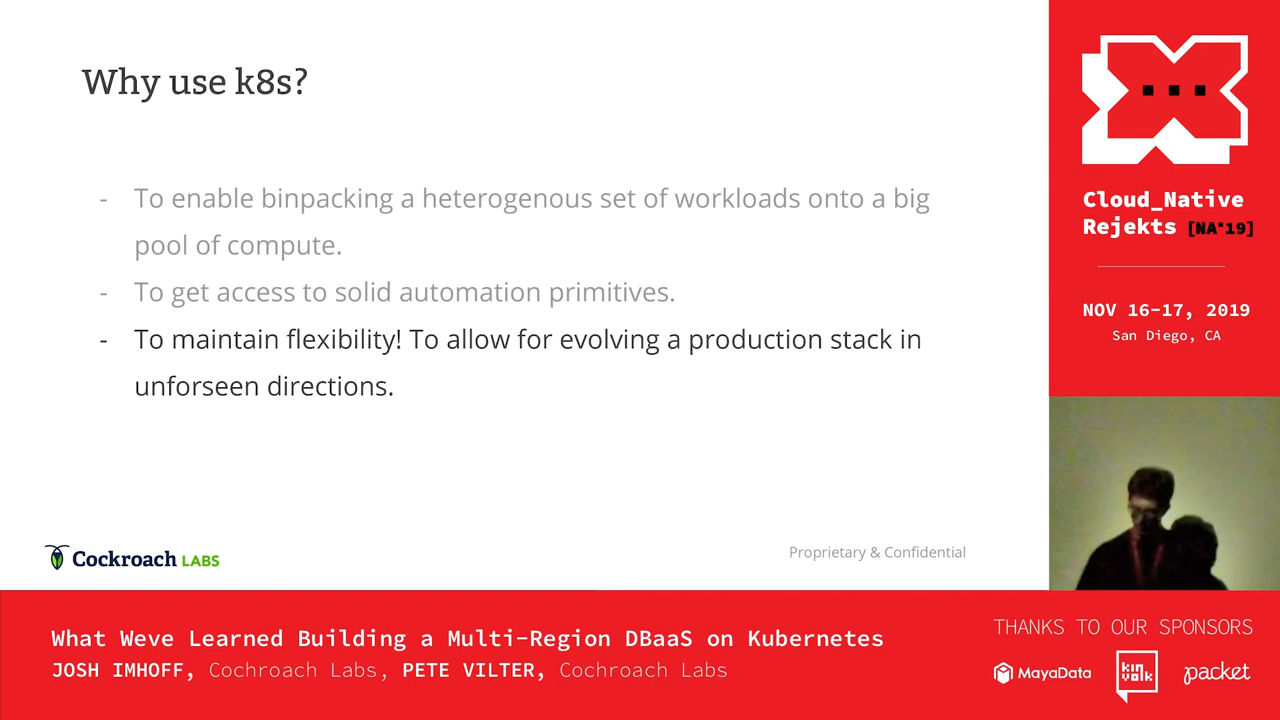 Why use k8s?
- To enable binpacking a heterogenous set of workloads onto a big
pool of compute.
- To get access to solid automation primitives.
- To maintain flexibility! To allow for evolving a production stack in
unforseen directions.
Cockroach LABS
Proprietary & Confidential
Cloud_Native
Rejekts [NA'19]
NOV 16-17, 2019
San Diego, CA
What Weve Learned Building a Multi-Region DBaaS on Kubernetes
JOSH IMHOFF, Cochroach Labs, PETE VILTER, Cochroach Labs
THANKS TO OUR SPONSORS
MayaData
kinvolk
packet